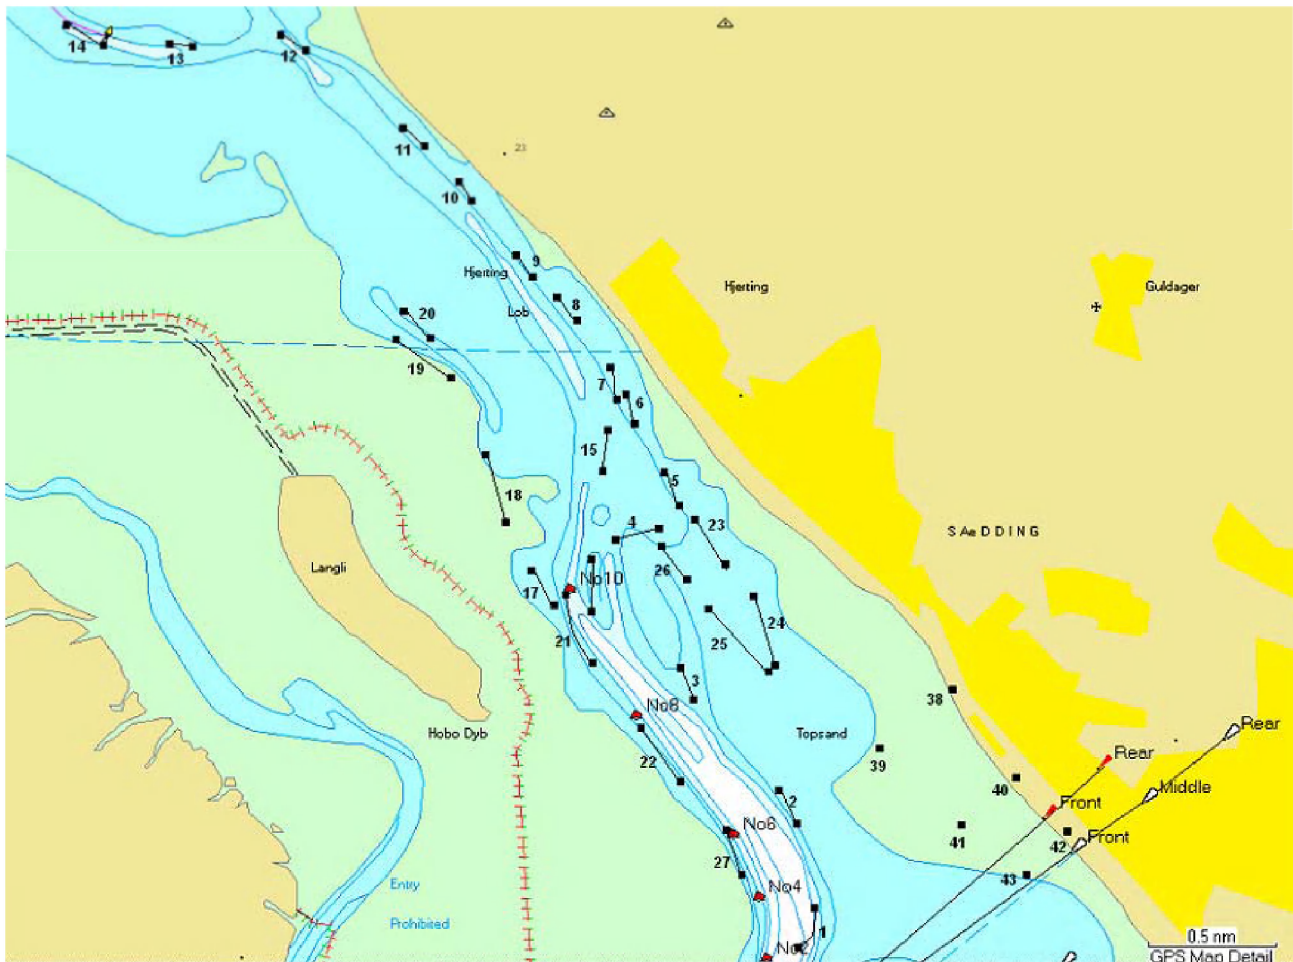 14
13
12
11
23
10
9
Hjerting
8
Hjerting
Guldager
Lob
20
19
7
6
15
5
18
4
23
SAeDDING
Langli
26
No10
17
24
25
21
3
38
No8
Rear
Hobo Dyb
Topsand
39
Rear
22
40
Middle
2
Front
No6
41
42
Front
27
43
Entry
No4
Prohibited
1
0.5 nm
No2
GPS Map Detail